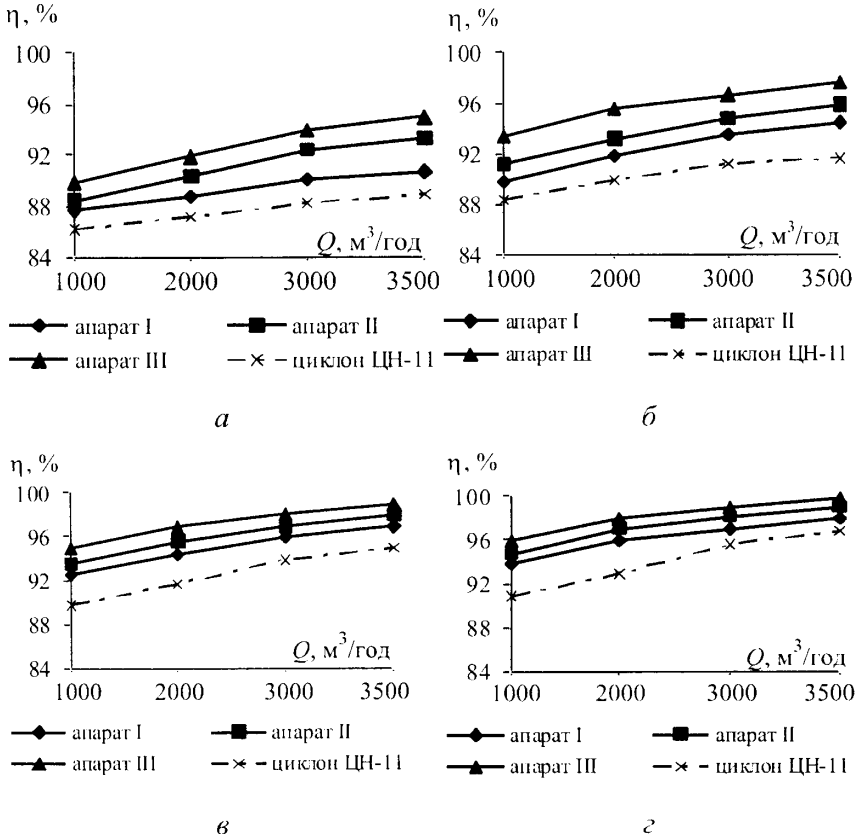 η, %
100
96
92
88
84
Q, м³/год
1000 2000 3000 3500
апарат I апарат II
апарат III циклон ЦН-11
а
η, %
100
96
92
88
84
Q, м³/год
1000 2000 3000 3500
апарат I апарат II
апарат III циклон ЦН-11
б
η, %
100
96
92
88
84
Q, м³/год
1000 2000 3000 3500
апарат I апарат II
апарат III циклон ЦН-11
в
η, %
100
96
92
88
84
Q, м³/год
1000 2000 3000 3500
апарат I апарат II
апарат III циклон ЦН-11
г